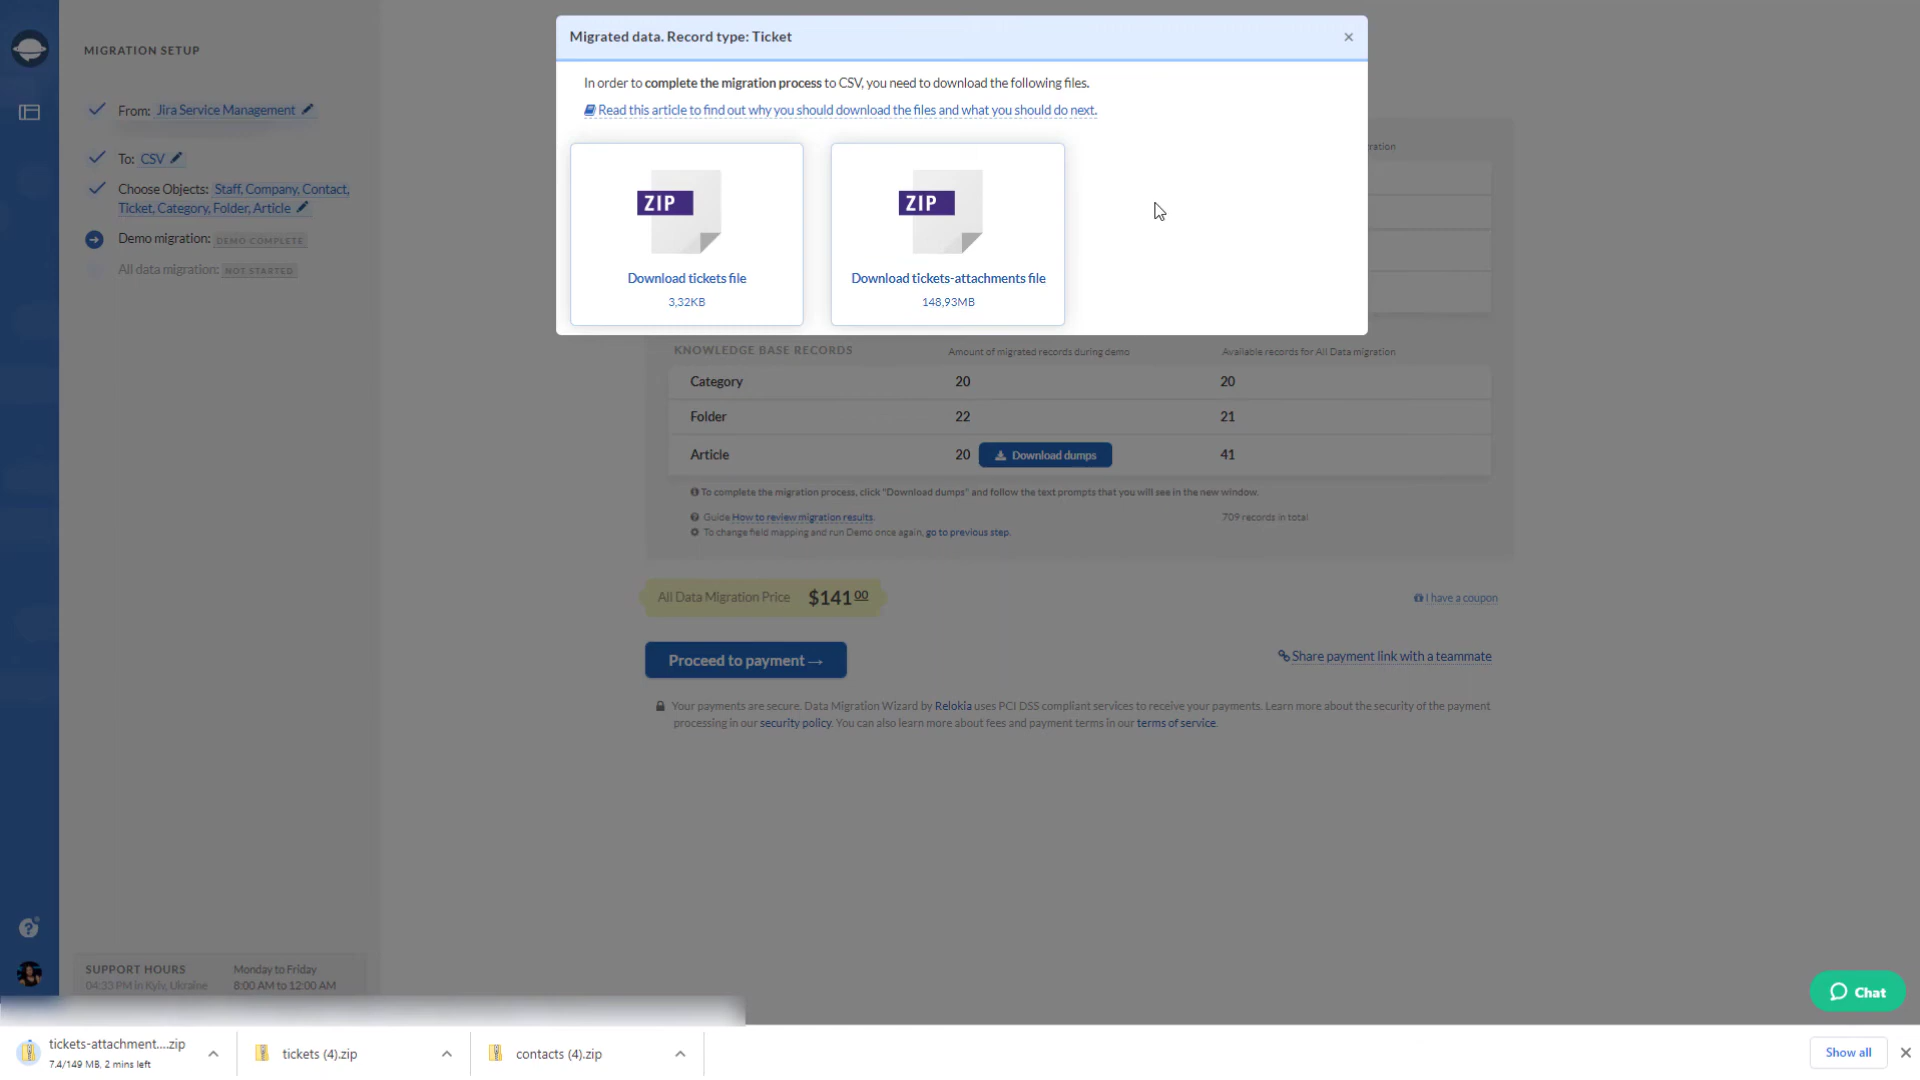 MIGRATION SETUP
From: Jira Service Management
To: CSV
Choose Objects: Staff, Company, Contact,
Ticket, Category, Folder, Article
Demo migration: DEMO COMPLETE
All data migration: NOT STARTED
SUPPORT HOURS
Monday to Friday
04:33 PM in Kyiv, Ukraine
8:00 AM to 12:00 AM
Migrated data. Record type: Ticket
×
In order to complete the migration process to CSV, you need to download the following files.
Read this article to find out why you should download the files and what you should do next.
ZIP
Download tickets file
3,32KB
ZIP
Download tickets-attachments file
148,93MB
ration
KNOWLEDGE BASE RECORDS
Amount of migrated records during demo
Available records for All Data migration
Category 20 20
Folder 22 21
Article 20 Download dumps 41
To complete the migration process, click "Download dumps" and follow the text prompts that you will see in the new window.
Guide How to review migration results.
709 records in total
To change field mapping and run Demo once again, go to previous step.
All Data Migration Price $141 00
I have a coupon
Proceed to payment →
Share payment link with a teammate
Your payments are secure. Data Migration Wizard by Relokia uses PCI DSS compliant services to receive your payments. Learn more about the security of the payment
processing in our security policy. You can also learn more about fees and payment terms in our terms of service.
Chat
tickets-attachment....zip
7.4/149 MB, 2 mins left
tickets (4).zip
contacts (4).zip
Show all